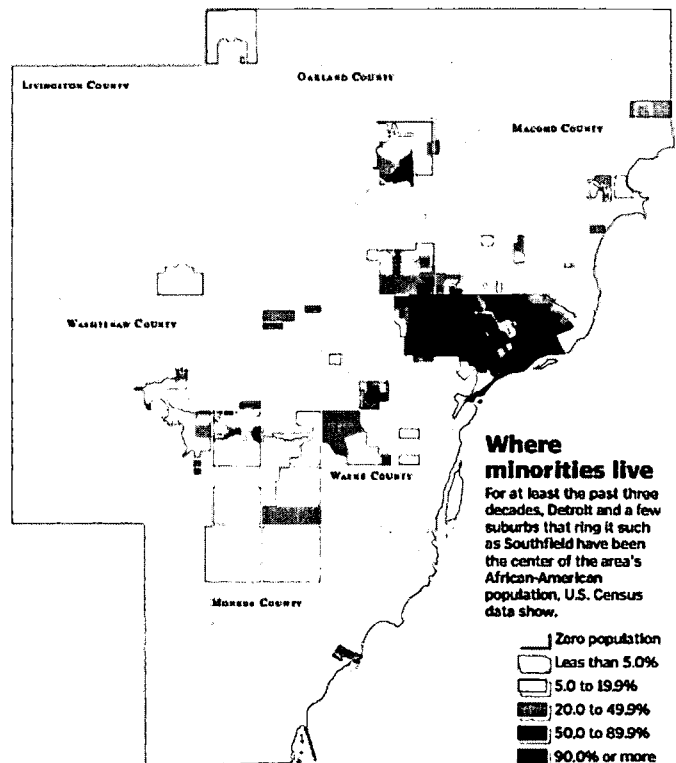 LIVINGSTON COUNTY
OAKLAND COUNTY
MACOMB COUNTY
WASHTENAW COUNTY
WAYNE COUNTY
MONROE COUNTY
Where
minorities live
For at least the past three
decades, Detroit and a few
suburbs that ring it such
as Southfield have been
the center of the area's
African-American
population, U.S. Census
data show.
Zero population
Less than 5.0%
5.0 to 19.9%
20.0 to 49.9%
50.0 to 89.9%
90.0% or more